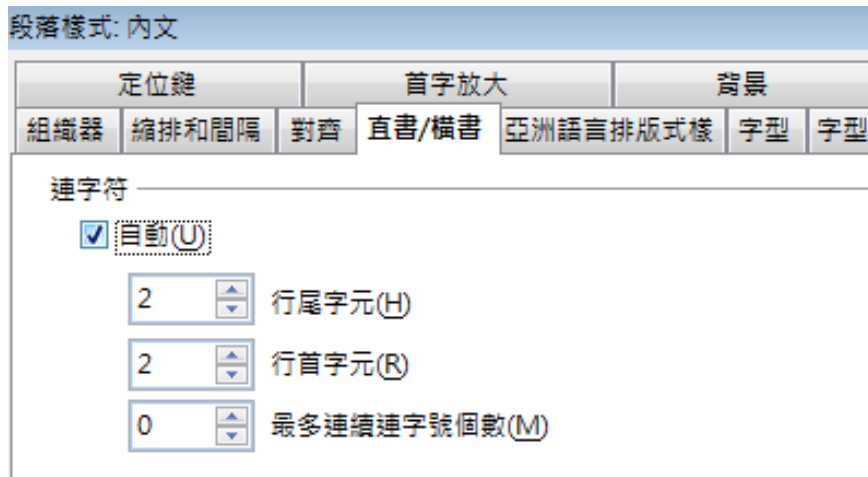 段落樣式: 內文
定位鍵 首字放大 背景
組織器 縮排和間隔 對齊 直書/橫書 亞洲語言排版式樣 字型 字型
連字符
自動(U)
2 行尾字元(H)
2 行首字元(R)
0 最多連續連字號個數(M)